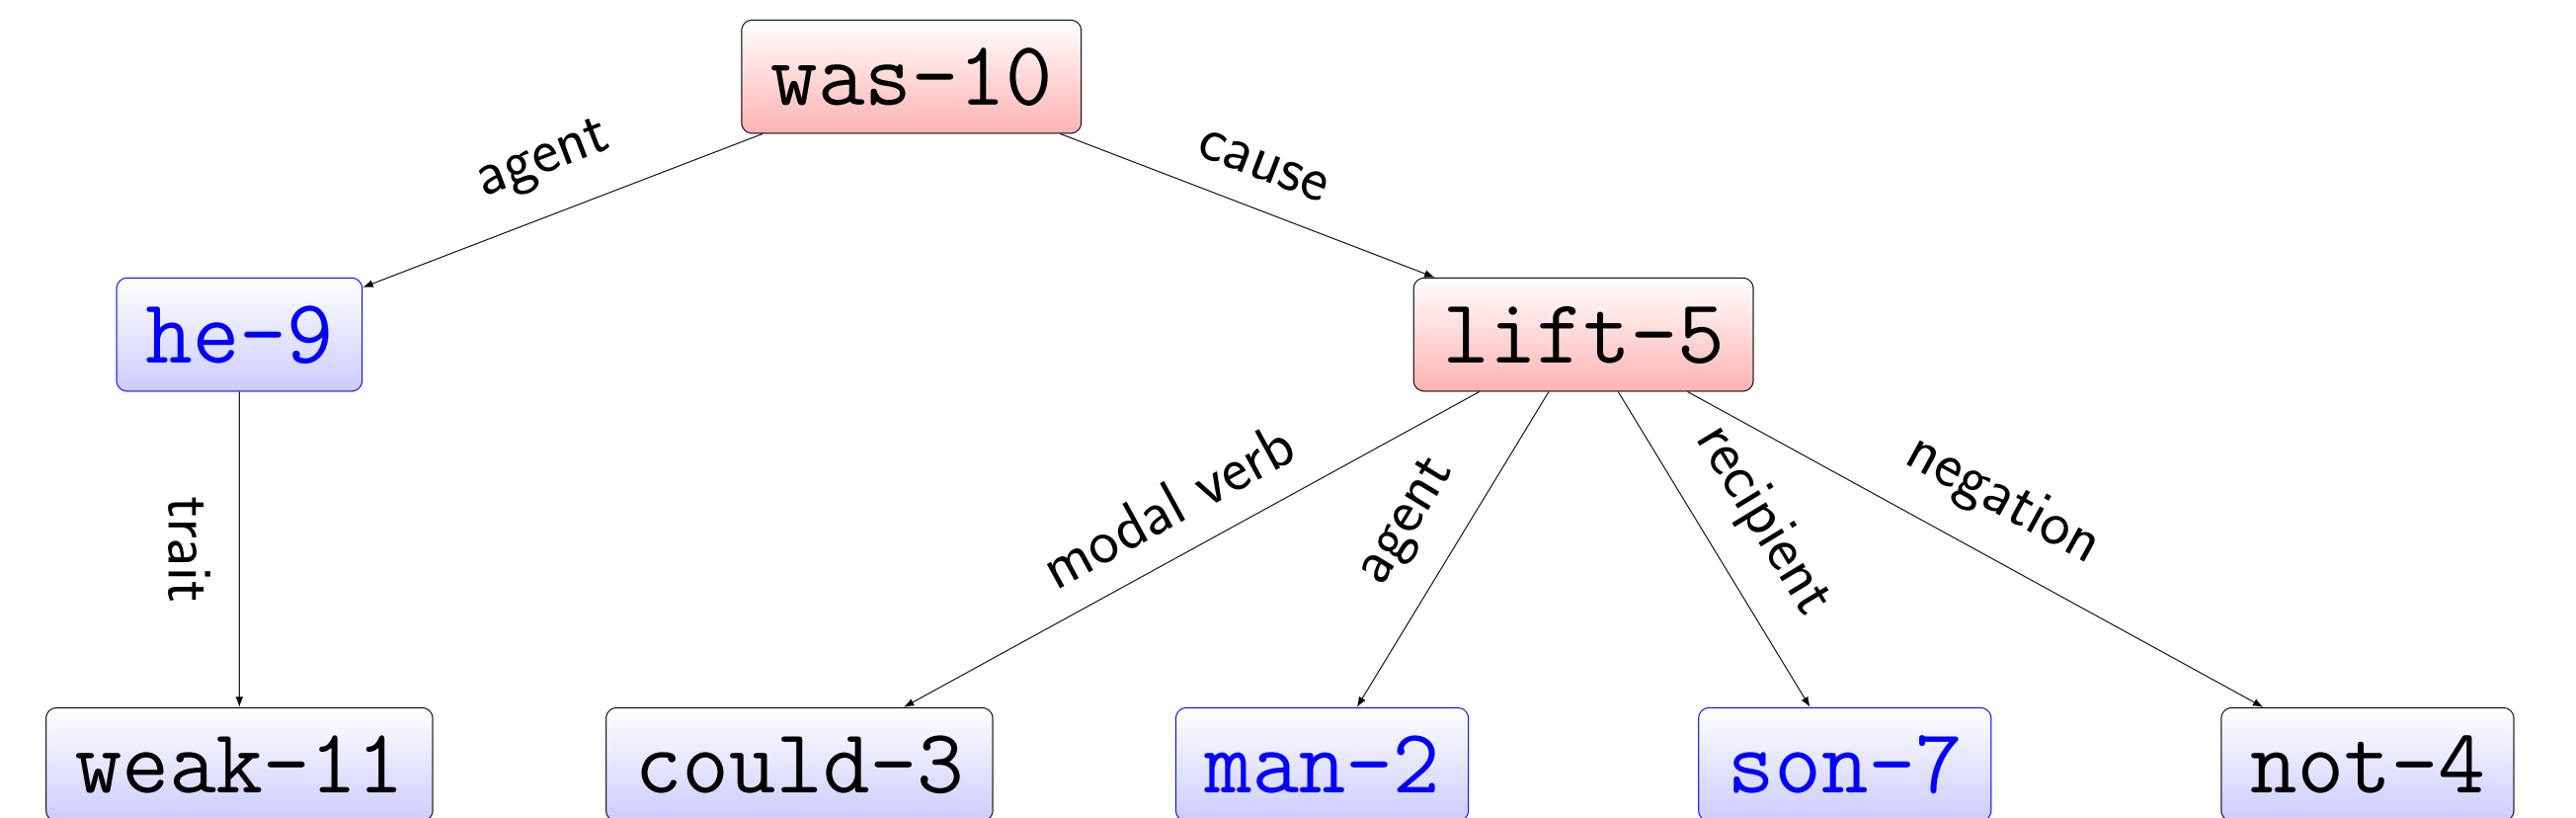 was-10
agent
cause
he-9
lift-5
trait
modal verb
agent
recipient
negation
weak-11
could-3
man-2
son-7
not-4